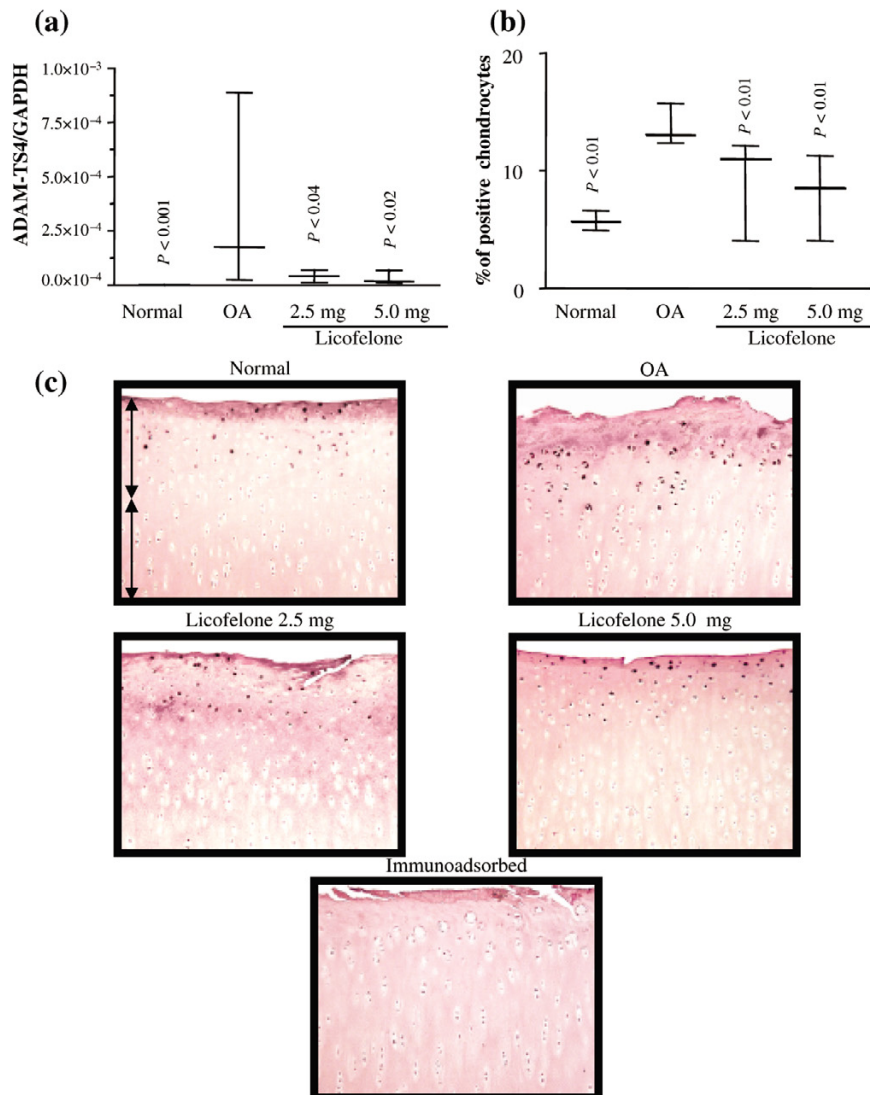 (a)
ADAM-TS4/GAPDH
1.0×10⁻³
7.5×10⁻⁴
5.0×10⁻⁴
2.5×10⁻⁴
0.0×10⁻⁴
P < 0.001
P < 0.04
P < 0.02
Normal OA 2.5 mg 5.0 mg
Licofelone
(b)
% of positive chondrocytes
20
10
0
P < 0.01
P < 0.01
P < 0.01
Normal OA 2.5 mg 5.0 mg
Licofelone
(c)
Normal OA
Licofelone 2.5 mg Licofelone 5.0 mg
Immunoadsorbed